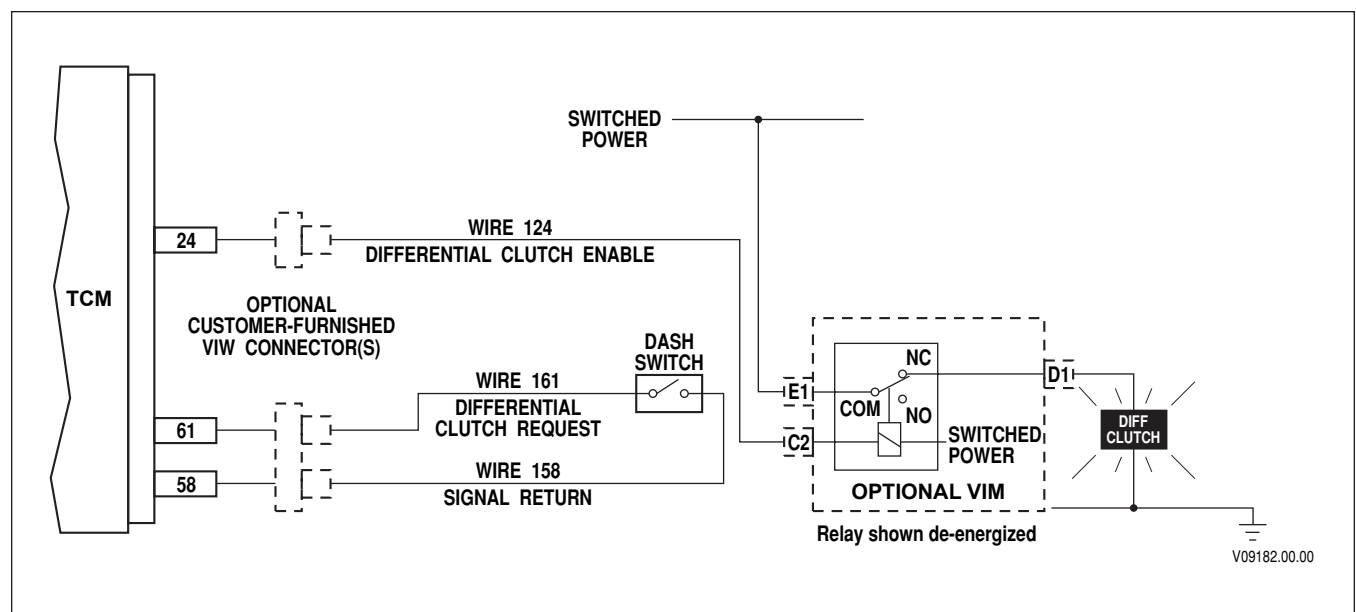 SWITCHED
POWER
24
WIRE 124
DIFFERENTIAL CLUTCH ENABLE
TCM
OPTIONAL
CUSTOMER-FURNISHED
VIW CONNECTOR(S)
DASH
SWITCH
WIRE 161
DIFFERENTIAL
CLUTCH REQUEST
61
58
WIRE 158
SIGNAL RETURN
NC
E1
COM
NO
C2
SWITCHED
POWER
OPTIONAL VIM
D1
DIFF
CLUTCH
Relay shown de-energized
V09182.00.00